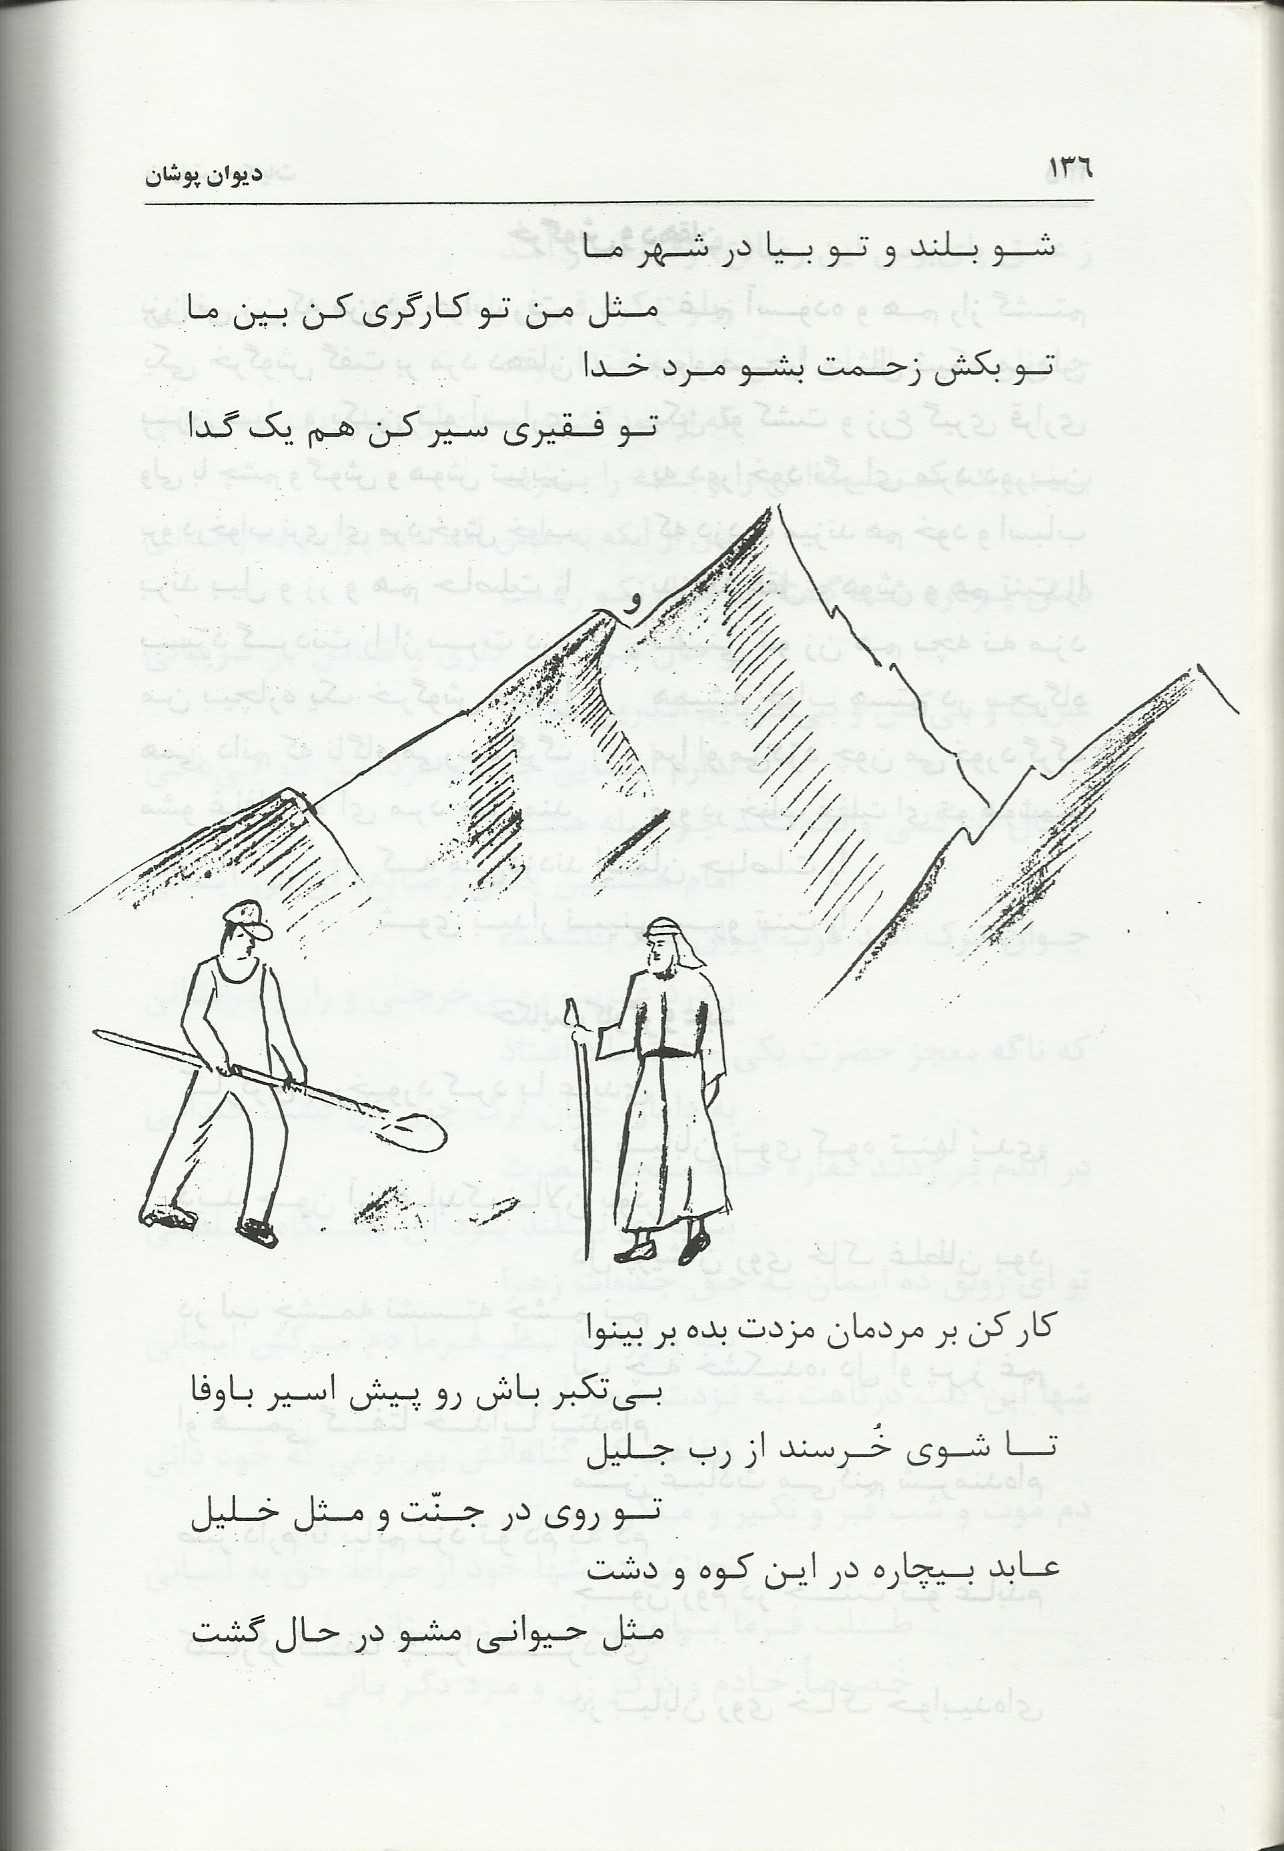 ۱۳۶
دیوان پوشان
شو بلند و تو بیا در شهر ما
مثل من تو کارگری کن بین ما
تو بکش زحمت بشو مرد خدا
تو فقیری سیر کن هم یک گدا
و
کار کن بر مردمان مزدت بده بر بینوا
بی‌تکبر باش رو پیش اسیر باوفا
تا شوی خُرسند از رب جلیل
تو روی در جنّت و مثل خلیل
عابد بیچاره در این کوه و دشت
مثل حیوانی مشو در حال گشت